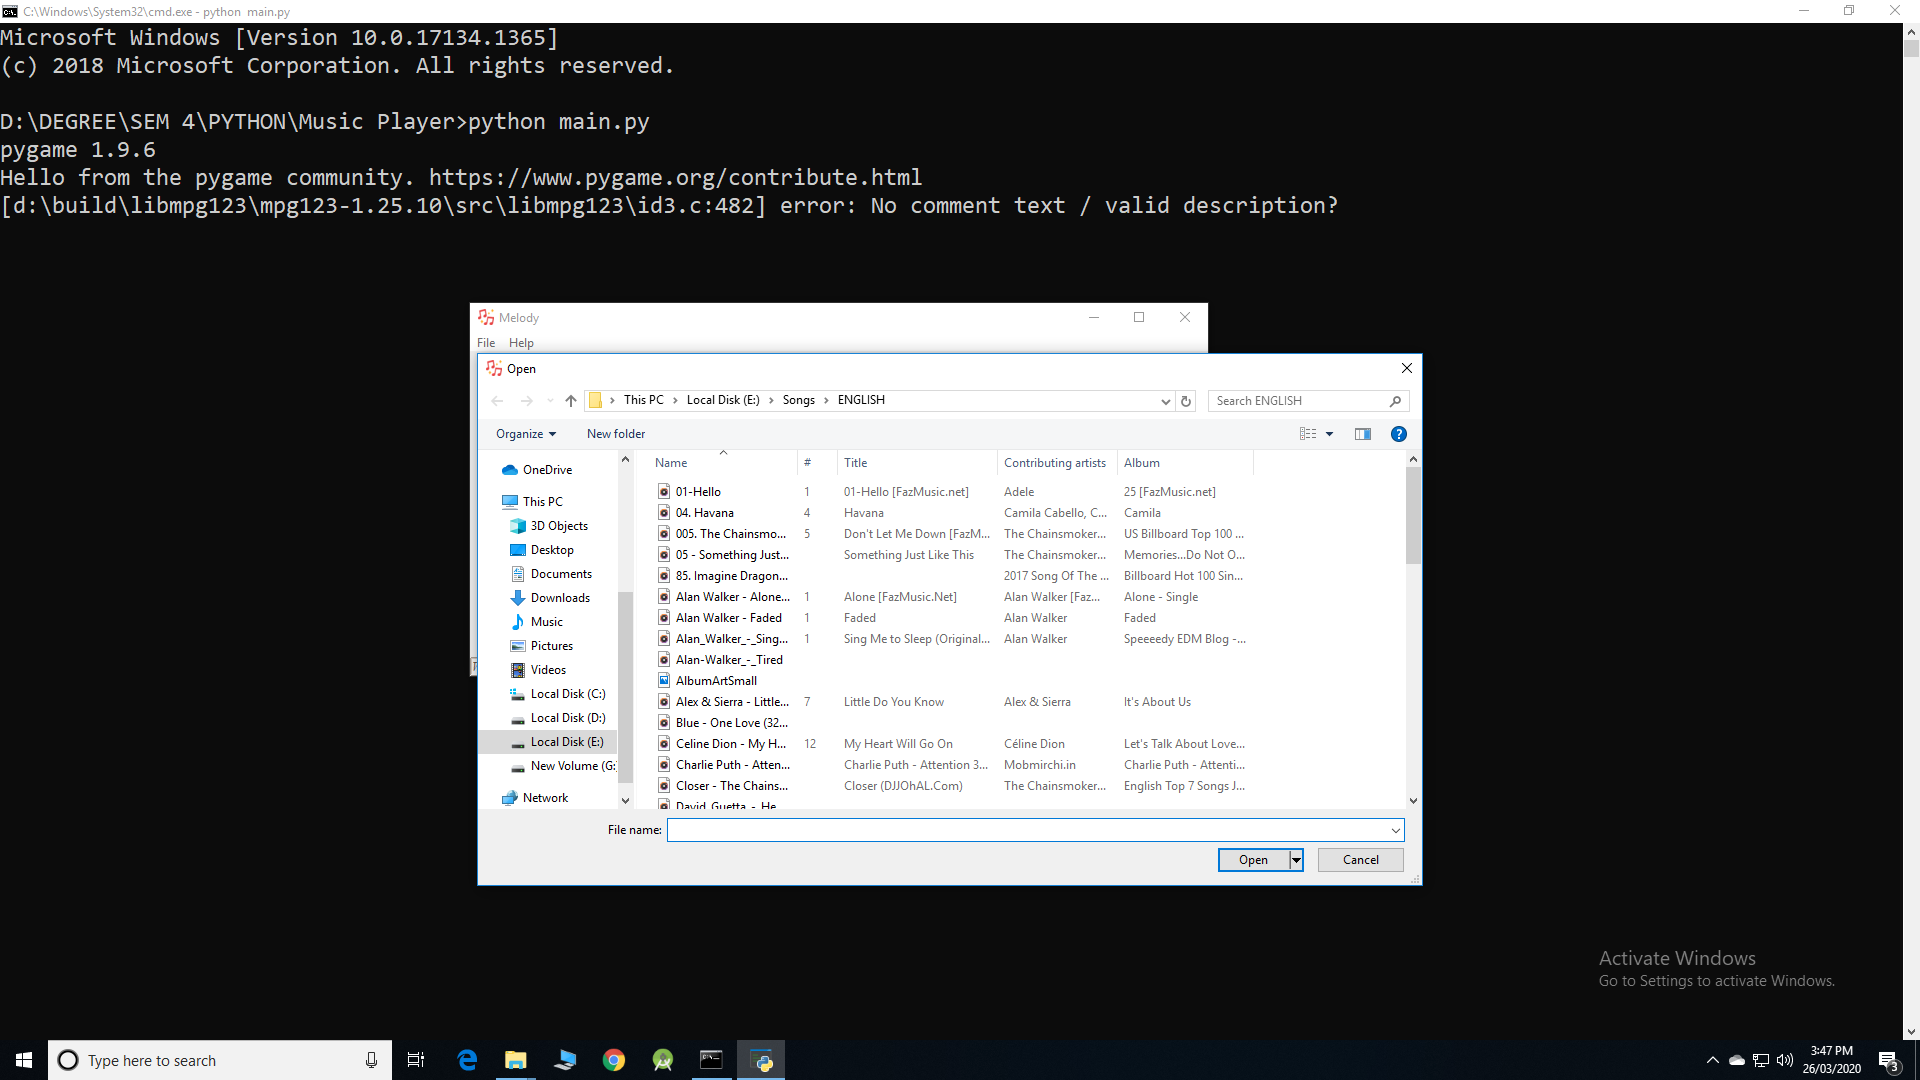 C:\Windows\System32\cmd.exe - python  main.py
Microsoft Windows [Version 10.0.17134.1365]
(c) 2018 Microsoft Corporation. All rights reserved.
D:\DEGREE\SEM 4\PYTHON\Music Player>python main.py
pygame 1.9.6
Hello from the pygame community. https://www.pygame.org/contribute.html
[d:\build\libmpg123\mpg123-1.25.10\src\libmpg123\id3.c:482] error: No comment text / valid description?
Melody
File Help
Open
This PC > Local Disk (E:) > Songs > ENGLISH
Search ENGLISH
Organize New folder
OneDrive
This PC
3D Objects
Desktop
Documents
Downloads
Music
Pictures
Videos
Local Disk (C:)
Local Disk (D:)
Local Disk (E:)
New Volume (G:
Network
Name # Title Contributing artists Album
01-Hello 1 01-Hello [FazMusic.net] Adele 25 [FazMusic.net]
04. Havana 4 Havana Camila Cabello, C... Camila
005. The Chainsmo... 5 Don't Let Me Down [FazM... The Chainsmoker... US Billboard Top 100 ...
05 - Something Just... Something Just Like This The Chainsmoker... Memories...Do Not O...
85. Imagine Dragon... 2017 Song Of The ... Billboard Hot 100 Sin...
Alan Walker - Alone... 1 Alone [FazMusic.Net] Alan Walker [Faz... Alone - Single
Alan Walker - Faded 1 Faded Alan Walker Faded
Alan_Walker_-_Sing... 1 Sing Me to Sleep (Original... Alan Walker Speeeedy EDM Blog -...
Alan-Walker_-_Tired
AlbumArtSmall
Alex & Sierra - Little... 7 Little Do You Know Alex & Sierra It's About Us
Blue - One Love (32...
Celine Dion - My H... 12 My Heart Will Go On Céline Dion Let's Talk About Love...
Charlie Puth - Atten... Charlie Puth - Attention 3... Mobmirchi.in Charlie Puth - Attenti...
Closer - The Chains... Closer (DJJOhAL.Com) The Chainsmoker... English Top 7 Songs J...
David_Guetta_-_He...
File name:
Open Cancel
Activate Windows
Go to Settings to activate Windows.
Type here to search
3:47 PM
26/03/2020
3